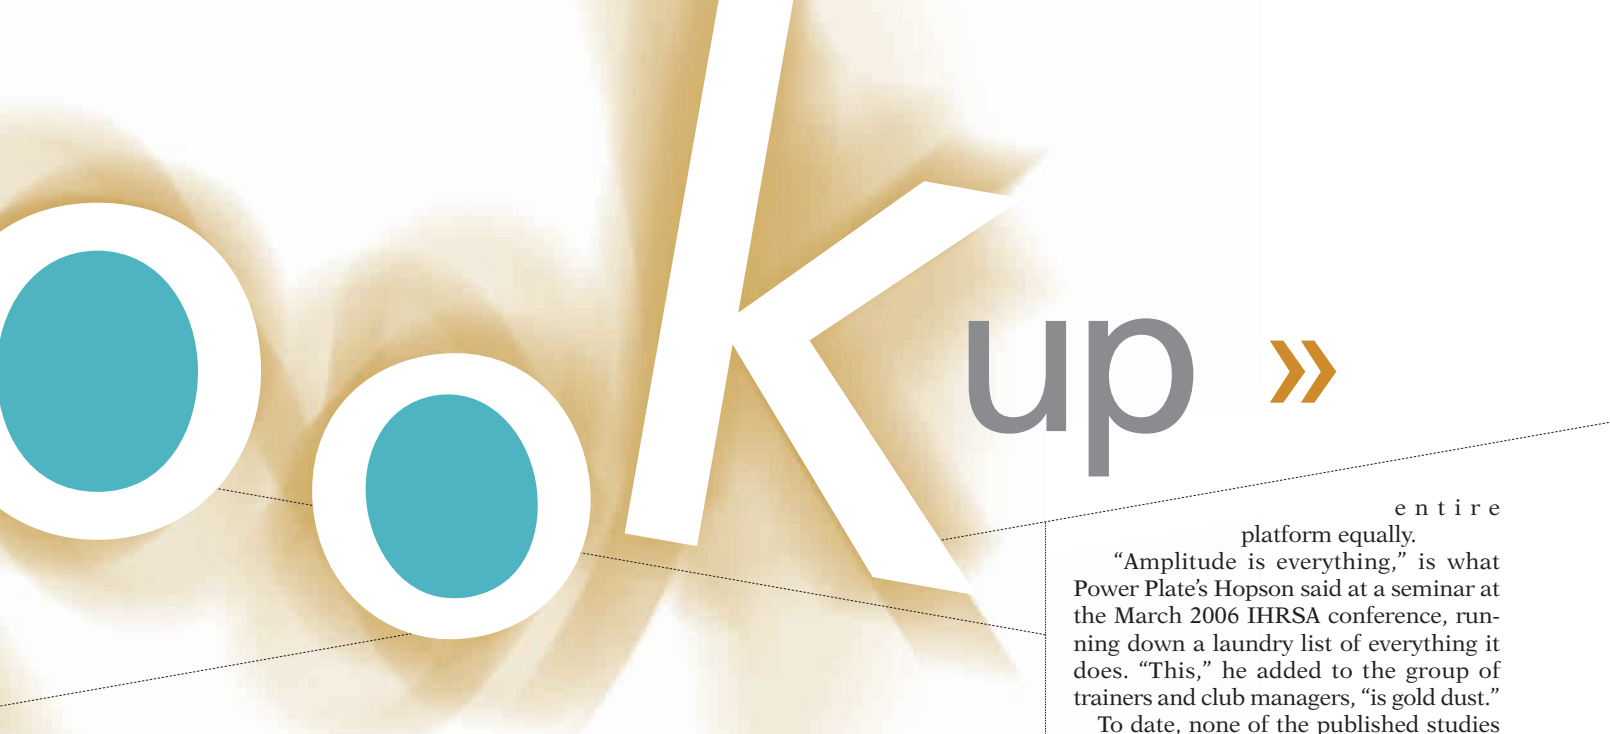 ook
up »
entire
platform equally.
“Amplitude is everything,” is what
Power Plate’s Hopson said at a seminar at
the March 2006 IHRSA conference, run-
ning down a laundry list of everything it
does. “This,” he added to the group of
trainers and club managers, “is gold dust.”
To date, none of the published studies